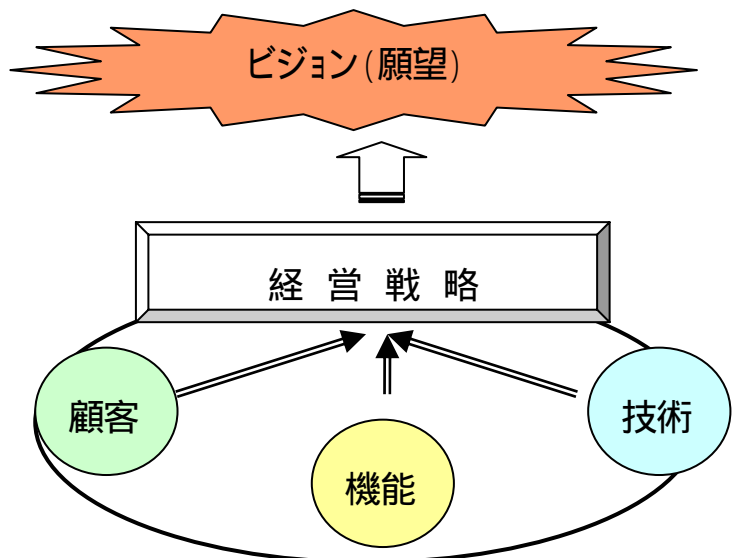 ビジョン(願望)
経 営 戦 略
顧客
技術
機能